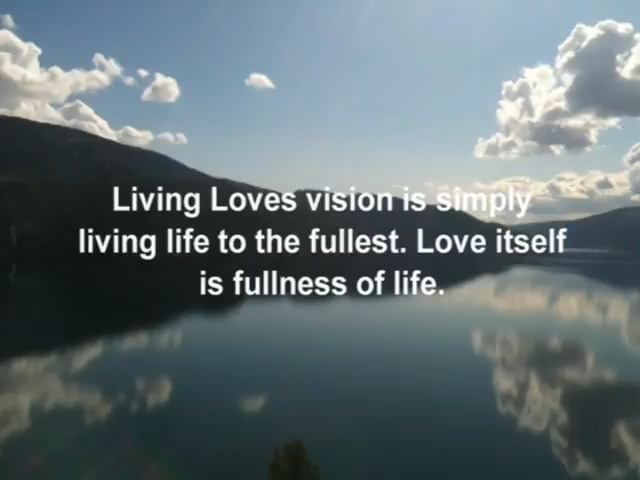 Living Loves vision is simply
living life to the fullest. Love itself
is fullness of life.